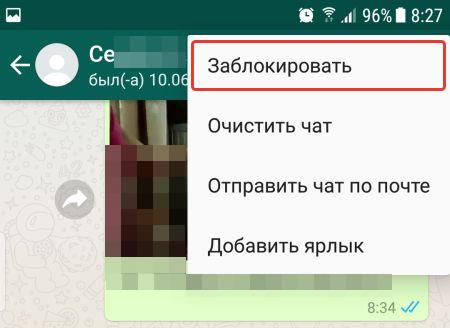 96% 8:27
Се
был(-а) 10.06
Заблокировать
Очистить чат
Отправить чат по почте
Добавить ярлык
8:34